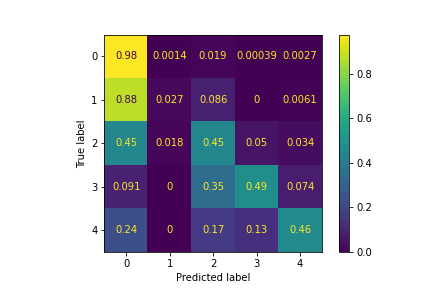 0 0.98 0.0014 0.019 0.00039 0.0027
1 0.88 0.027 0.086 0 0.0061
2 0.45 0.018 0.45 0.05 0.034
3 0.091 0 0.35 0.49 0.074
4 0.24 0 0.17 0.13 0.46
0 1 2 3 4
True label
Predicted label
0.8
0.6
0.4
0.2
0.0